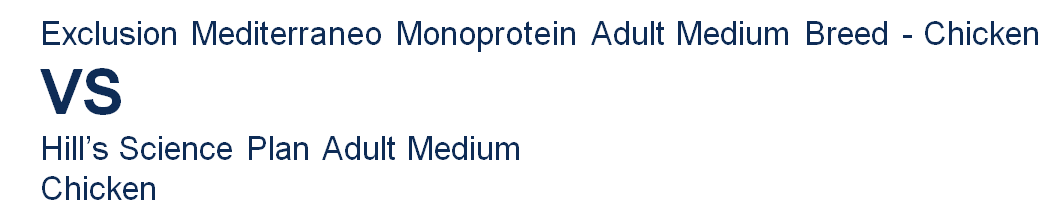 Exclusion Mediterraneo Monoprotein Adult Medium Breed - Chicken
VS
Hill’s Science Plan Adult Medium
Chicken